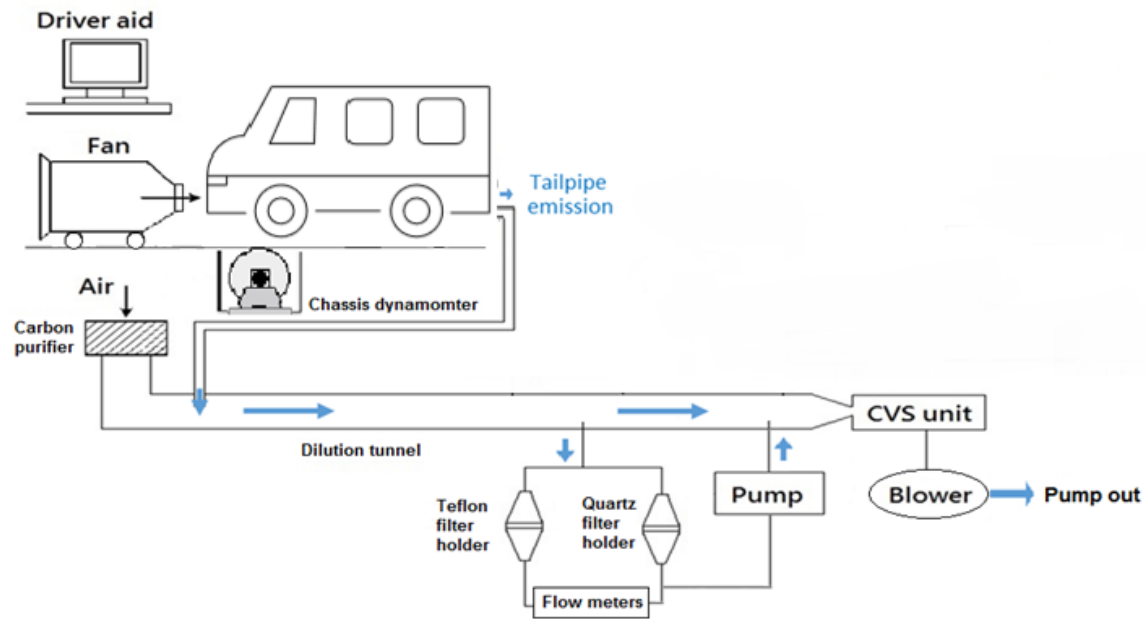 Driver aid
Fan
Tailpipe
emission
Air
Chassis dynamomter
Carbon
purifier
CVS unit
Dilution tunnel
Teflon
filter
holder
Quartz
filter
holder
Pump
Blower
Pump out
Flow meters